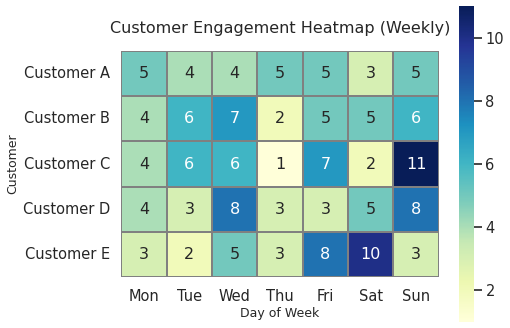 Customer Engagement Heatmap (Weekly)
Customer A 5 4 4 5 5 3 5
Customer B 4 6 7 2 5 5 6
Customer C 4 6 6 1 7 2 11
Customer D 4 3 8 3 3 5 8
Customer E 3 2 5 3 8 10 3
Mon Tue Wed Thu Fri Sat Sun
Day of Week
Customer
10
8
6
4
2